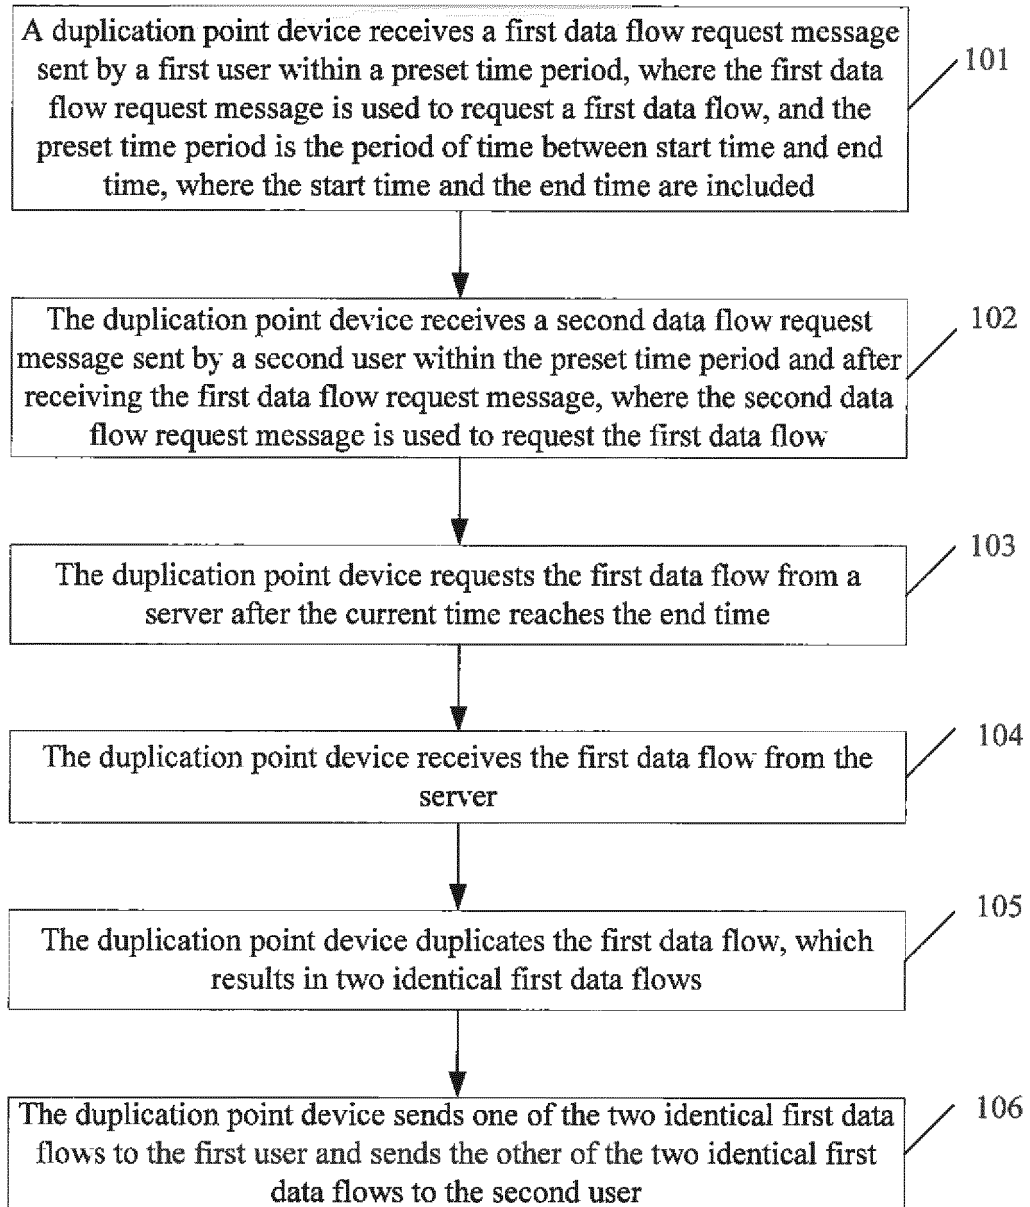 A duplication point device receives a first data flow request message
sent by a first user within a preset time period, where the first data
flow request message is used to request a first data flow, and the
preset time period is the period of time between start time and end
time, where the start time and the end time are included
101
The duplication point device receives a second data flow request
message sent by a second user within the preset time period and after
receiving the first data flow request message, where the second data
flow request message is used to request the first data flow
102
The duplication point device requests the first data flow from a
server after the current time reaches the end time
103
The duplication point device receives the first data flow from the
server
104
The duplication point device duplicates the first data flow, which
results in two identical first data flows
105
The duplication point device sends one of the two identical first data
flows to the first user and sends the other of the two identical first
data flows to the second user
106